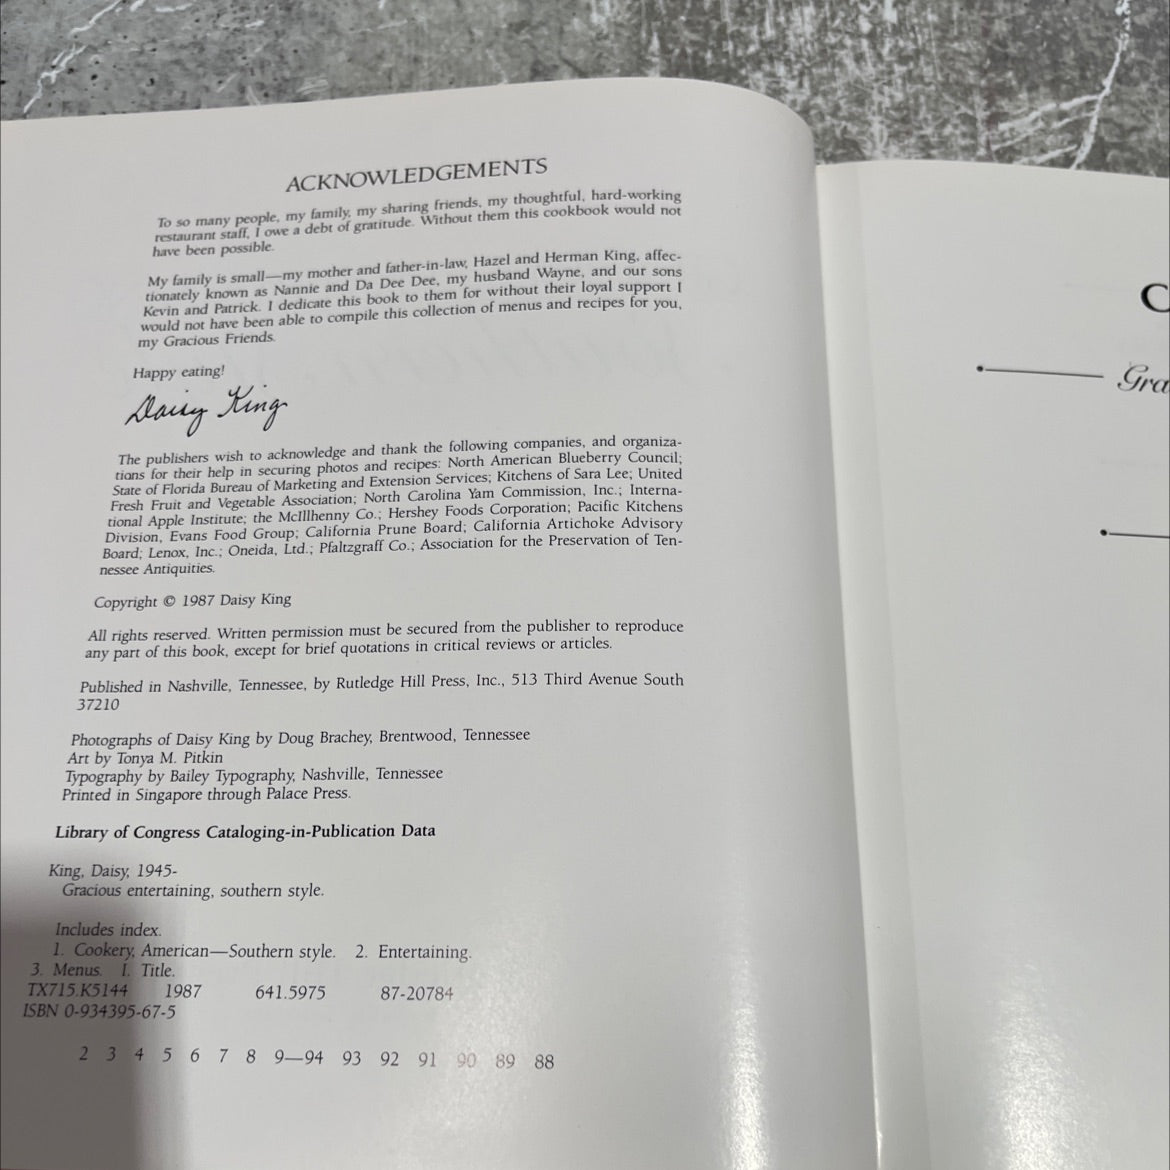 ACKNOWLEDGEMENTS
To so many people, my family, my sharing friends, my thoughtful, hard-working
restaurant staff, I owe a debt of gratitude. Without them this cookbook would not
have been possible.
My family is small—my mother and father-in-law, Hazel and Herman King, affec-
tionately known as Nannie and Da Dee Dee, my husband Wayne, and our sons
Kevin and Patrick. I dedicate this book to them for without their loyal support I
would not have been able to compile this collection of menus and recipes for you,
my Gracious Friends.
Happy eating!
Daisy King
The publishers wish to acknowledge and thank the following companies, and organiza-
tions for their help in securing photos and recipes: North American Blueberry Council;
State of Florida Bureau of Marketing and Extension Services; Kitchens of Sara Lee; United
Fresh Fruit and Vegetable Association; North Carolina Yam Commission, Inc.; Interna-
tional Apple Institute; the McIllhenny Co.; Hershey Foods Corporation; Pacific Kitchens
Division, Evans Food Group; California Prune Board; California Artichoke Advisory
Board; Lenox, Inc.; Oneida, Ltd.; Pfaltzgraff Co.; Association for the Preservation of Ten-
nessee Antiquities.
Copyright © 1987 Daisy King
All rights reserved. Written permission must be secured from the publisher to reproduce
any part of this book, except for brief quotations in critical reviews or articles.
Published in Nashville, Tennessee, by Rutledge Hill Press, Inc., 513 Third Avenue South
37210
Photographs of Daisy King by Doug Brachey, Brentwood, Tennessee
Art by Tonya M. Pitkin
Typography by Bailey Typography, Nashville, Tennessee
Printed in Singapore through Palace Press.
Library of Congress Cataloging-in-Publication Data
King, Daisy, 1945-
Gracious entertaining, southern style.
Includes index.
1. Cookery, American—Southern style. 2. Entertaining.
3. Menus. I. Title.
TX715.K5144 1987 641.5975 87-20784
ISBN 0-934395-67-5
2 3 4 5 6 7 8 9—94 93 92 91 90 89 88
C
Gra